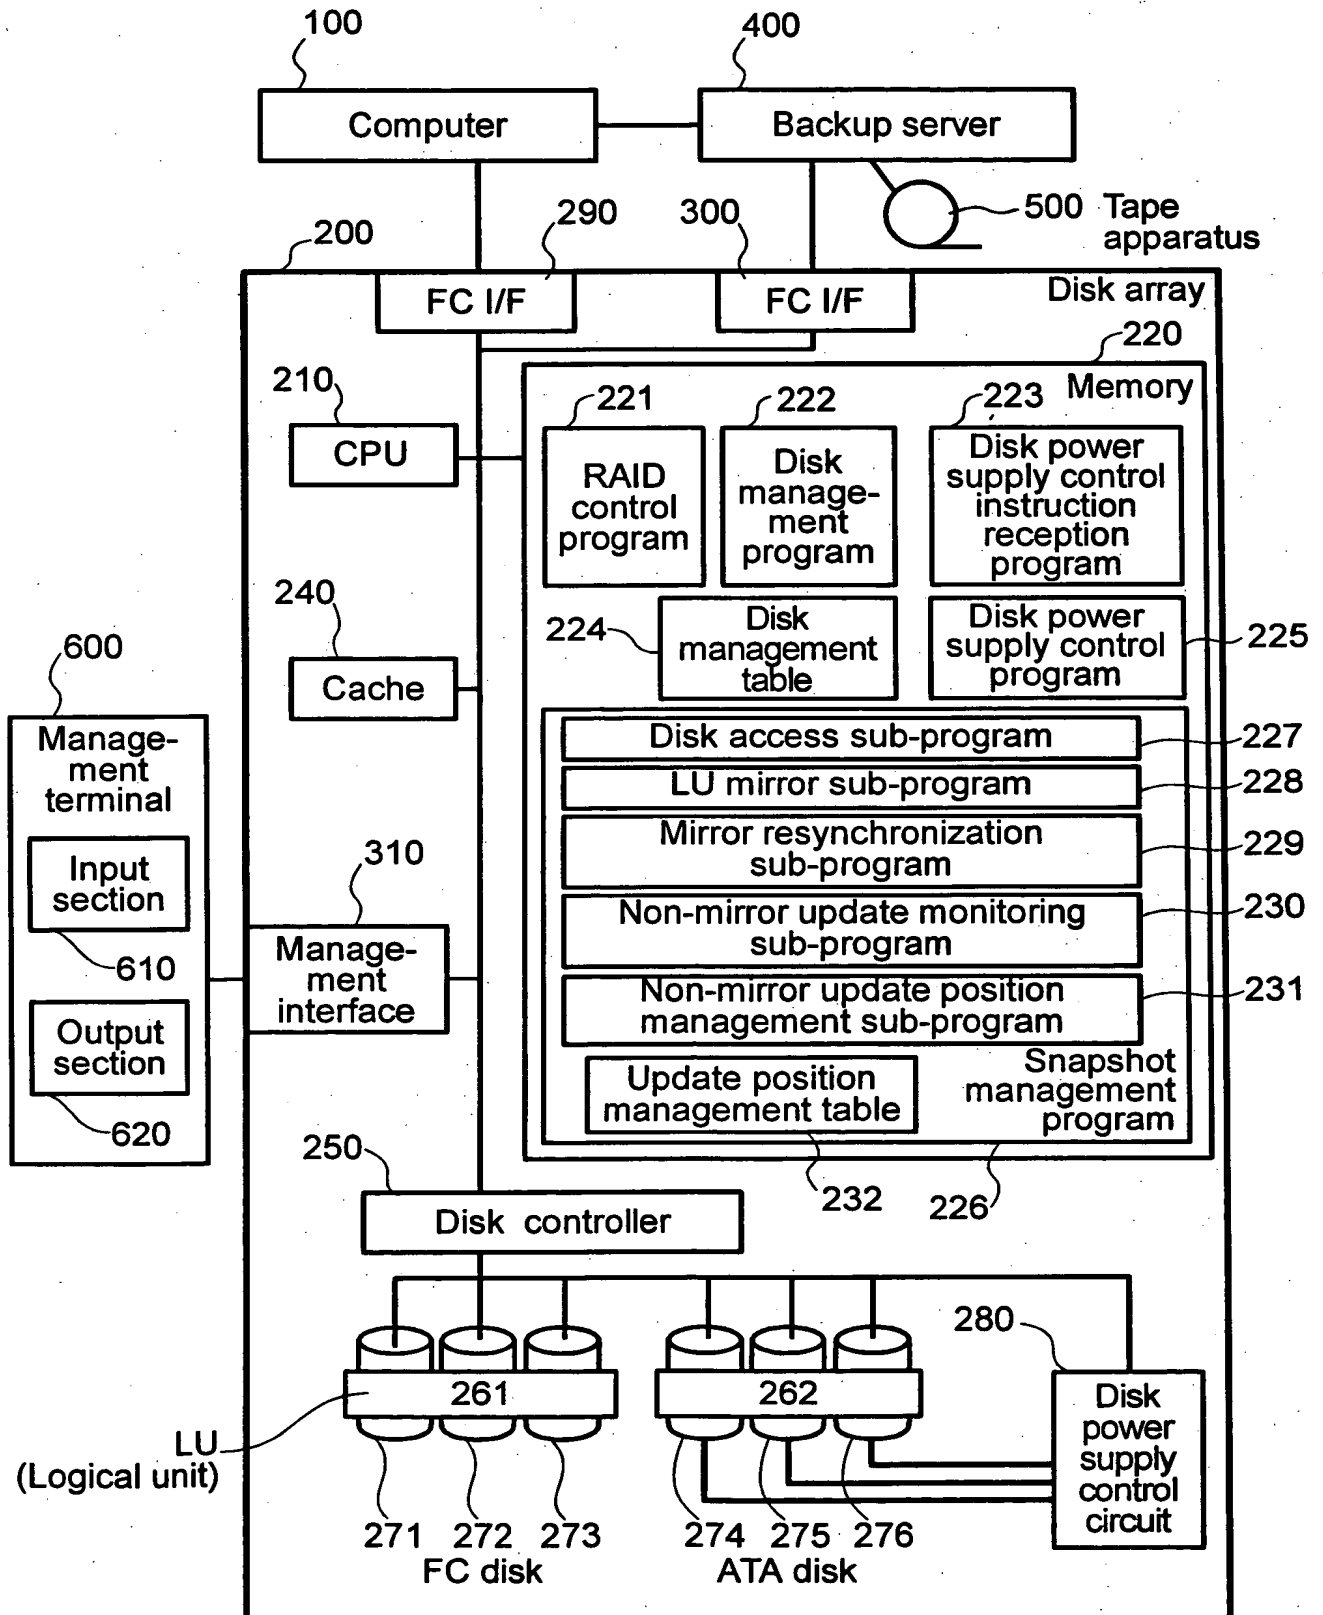 100
400
Computer
Backup server
290
300
500
Tape
apparatus
200
FC I/F
FC I/F
Disk array
220
Memory
210
CPU
221
222
223
RAID
control
program
Disk
manage-
ment
program
Disk power
supply control
instruction
reception
program
240
Cache
224
Disk
management
table
Disk power
supply control
program
225
600
Manage-
ment
terminal
Input
section
610
Output
section
620
310
Manage-
ment
interface
Disk access sub-program
227
LU mirror sub-program
228
Mirror resynchronization
sub-program
229
Non-mirror update monitoring
sub-program
230
Non-mirror update position
management sub-program
231
Update position
management table
Snapshot
management
program
232
226
250
Disk controller
280
261
262
Disk
power
supply
control
circuit
LU
(Logical unit)
271
272
273
274
275
276
FC disk
ATA disk